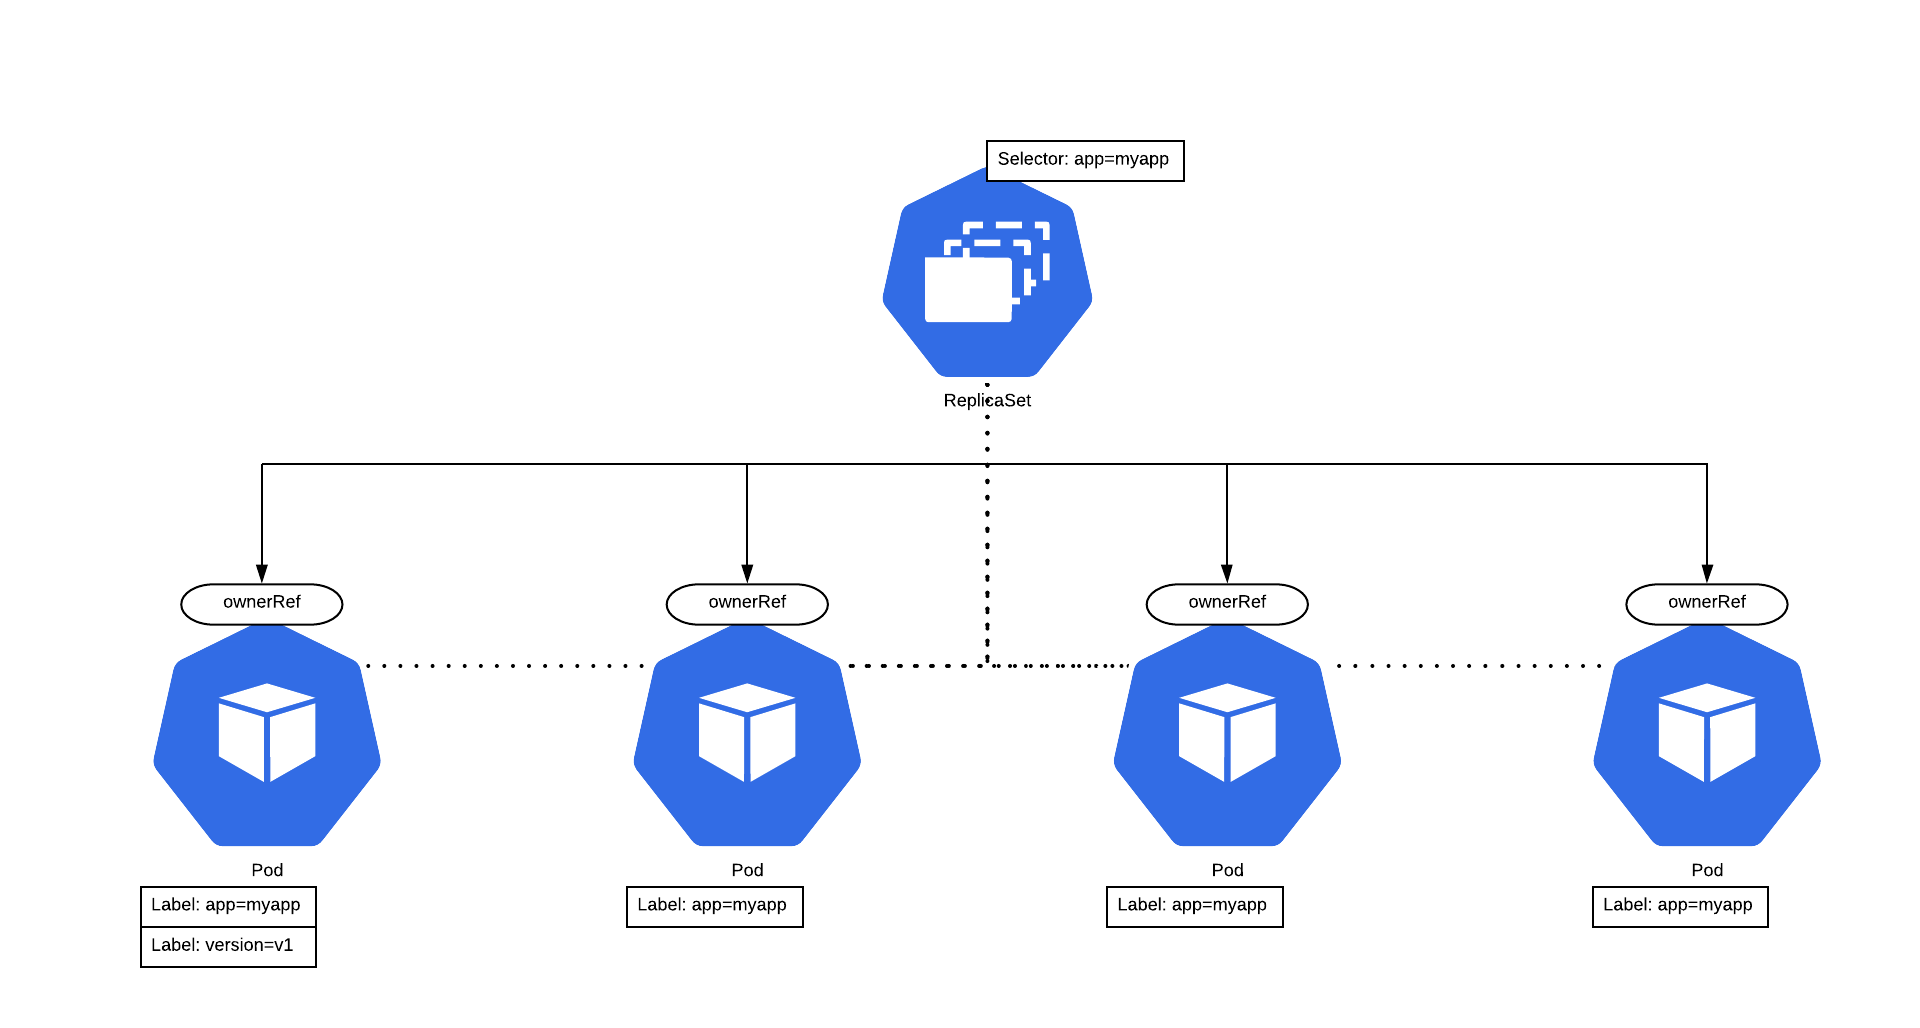 Selector: app=myapp
ReplicaSet
ownerRef
ownerRef
ownerRef
ownerRef
Pod
Pod
Pod
Pod
Label: app=myapp
Label: app=myapp
Label: app=myapp
Label: app=myapp
Label: version=v1